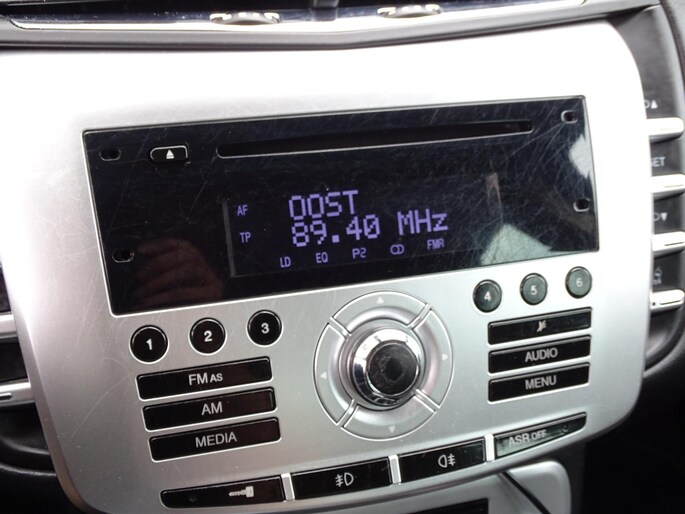 AF OOST
TP 89.40 MHz
LD EQ P2 FMR
1 2 3 4 5 6
FM AS
AM
MEDIA
AUDIO
MENU
ASR OFF